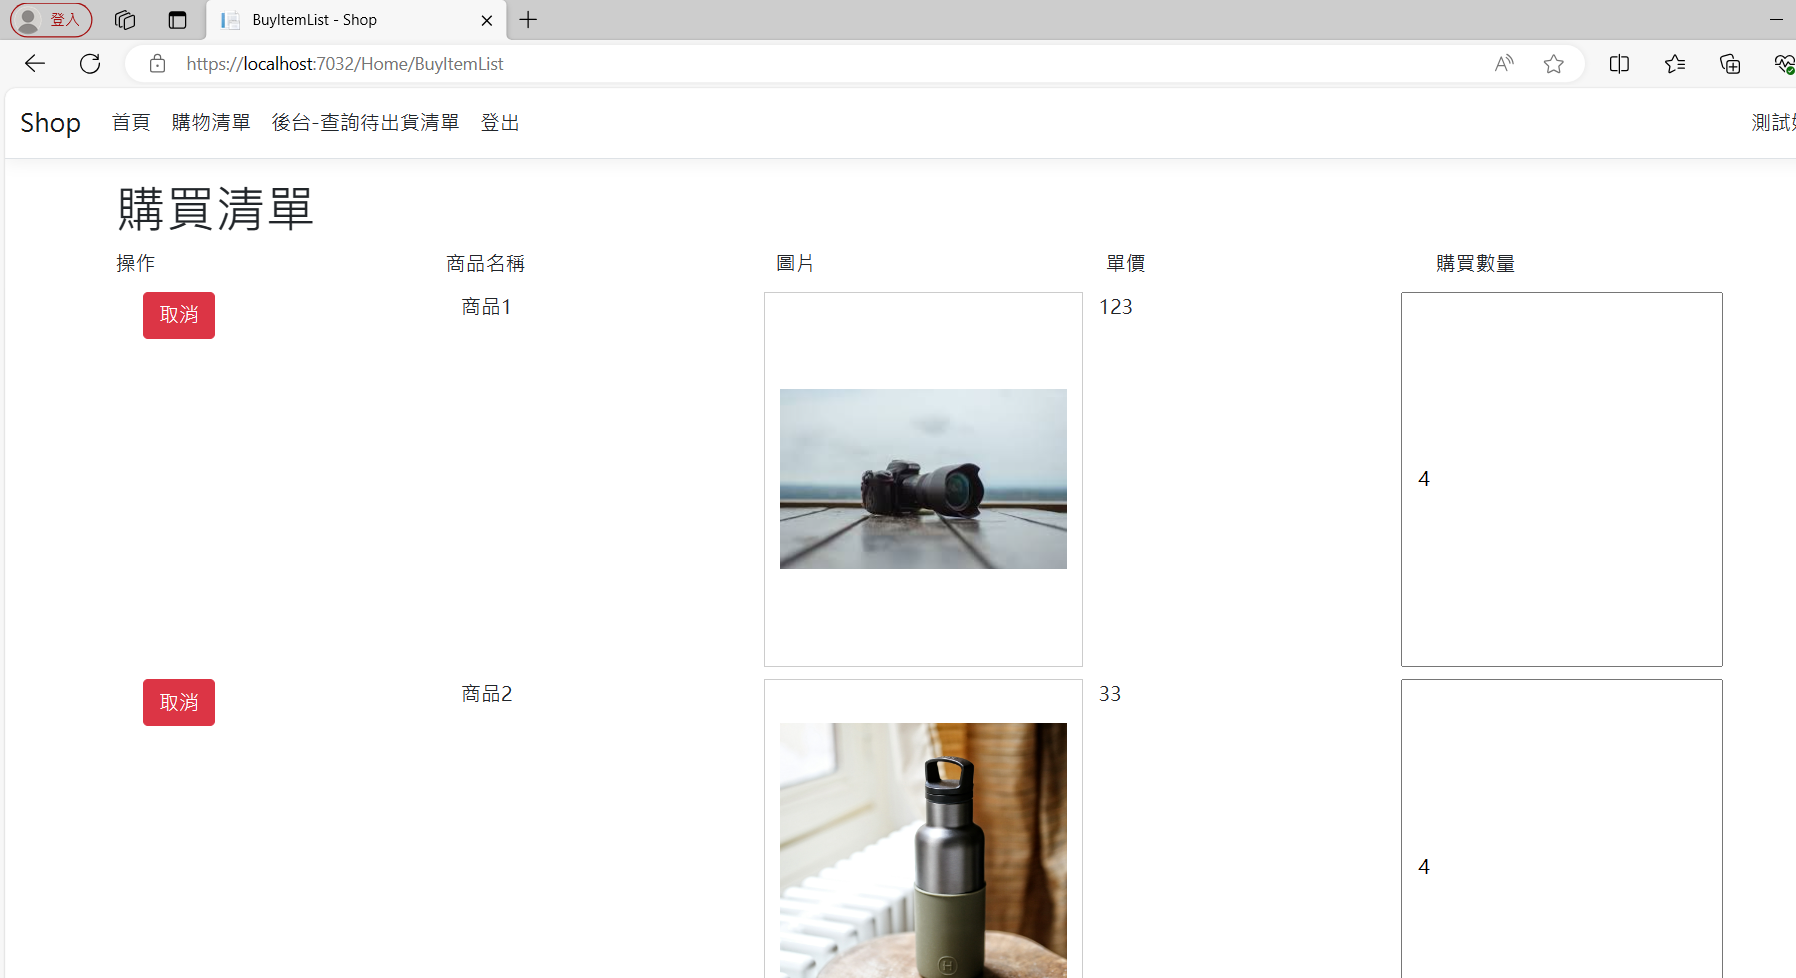 登入
BuyItemList - Shop
https://localhost:7032/Home/BuyItemList
Shop 首頁 購物清單 後台-查詢待出貨清單 登出 測試
購買清單
操作 商品名稱 圖片 單價 購買數量
取消 商品1 123 4
取消 商品2 33 4